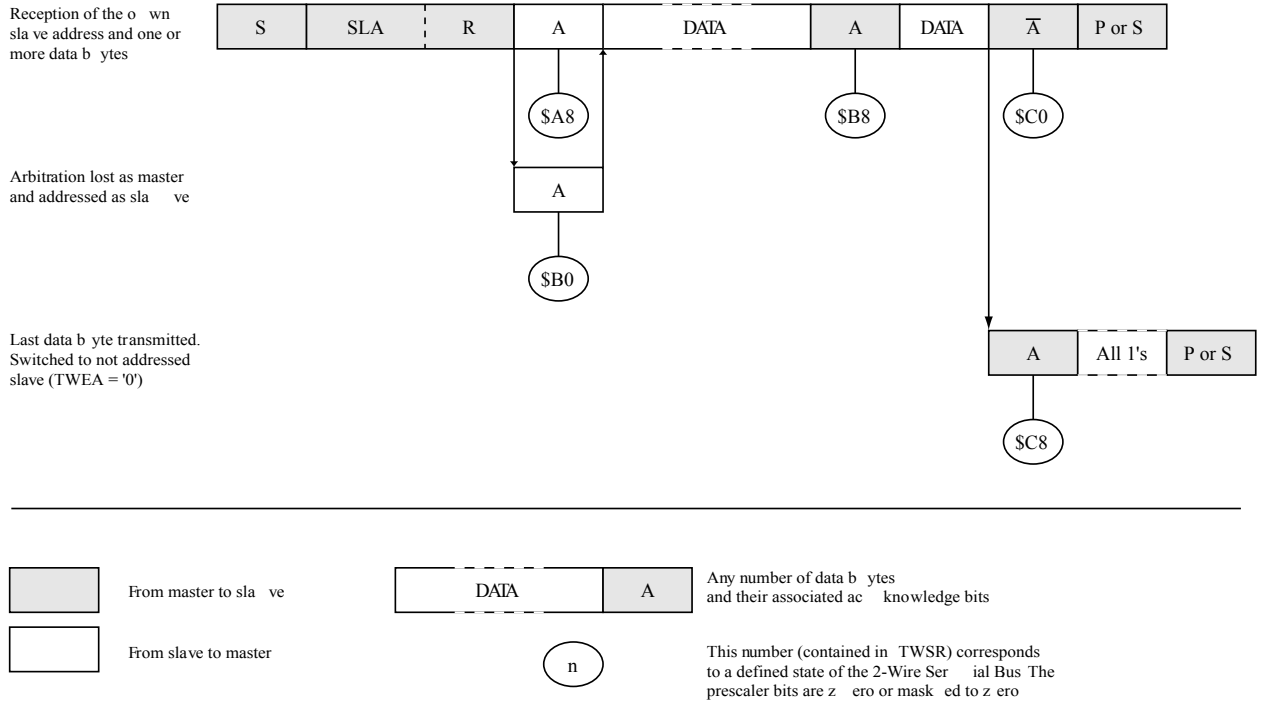 Reception of the o wn
sla ve address and one or
more data b ytes
S SLA R A DATA A DATA A̅ P or S
$A8 $B8 $C0
Arbitration lost as master
and addressed as sla ve
A
$B0
Last data b yte transmitted.
Switched to not addressed
slave (TWEA = '0')
A All 1's P or S
$C8
From master to sla ve
DATA A
Any number of data b ytes
and their associated ac knowledge bits
From slave to master
n
This number (contained in TWSR) corresponds
to a defined state of the 2-Wire Ser ial Bus The
prescaler bits are z ero or mask ed to z ero